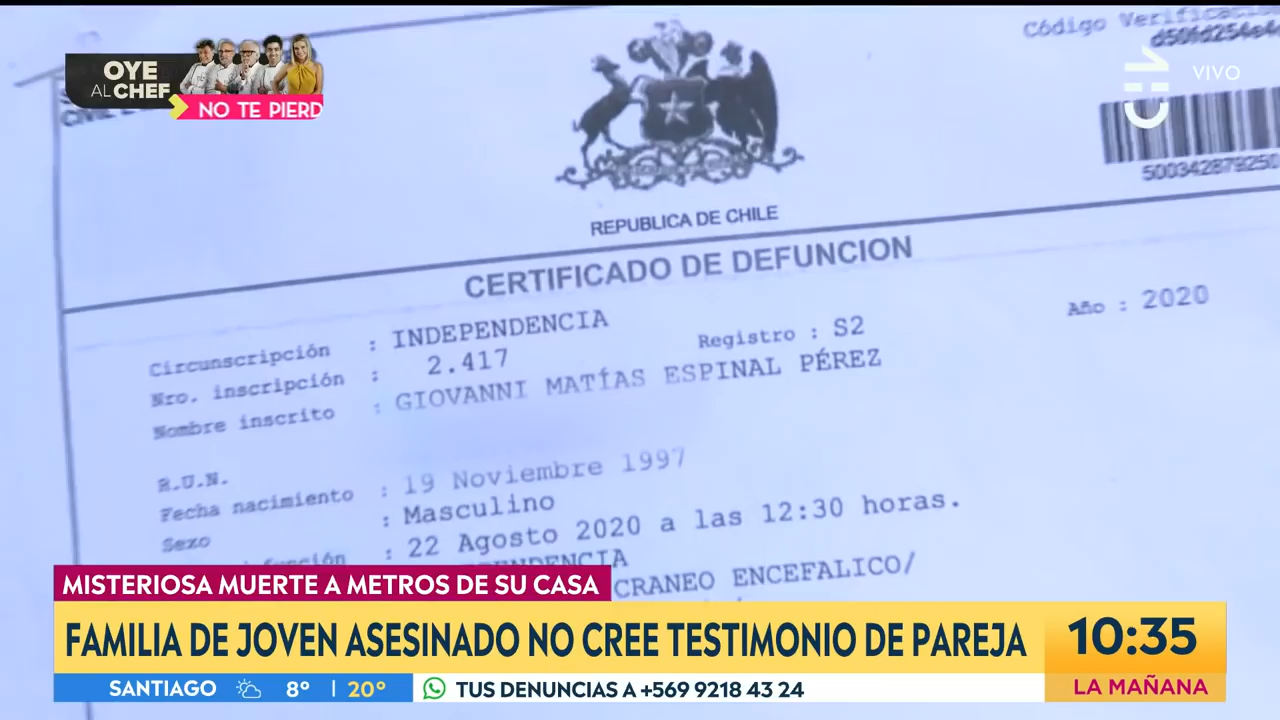 OYE
AL CHEF
NO TE PIERD
Código Verificación
VIVO
REPUBLICA DE CHILE
CERTIFICADO DE DEFUNCION
Circunscripción : INDEPENDENCIA
Año : 2020
Nro. inscripción : 2.417
Registro : S2
Nombre inscrito : GIOVANNI MATÍAS ESPINAL PÉREZ
R.U.N.
Fecha nacimiento : 19 Noviembre 1997
Sexo : Masculino
: 22 Agosto 2020 a las 12:30 horas.
CRANEO ENCEFALICO/
MISTERIOSA MUERTE A METROS DE SU CASA
FAMILIA DE JOVEN ASESINADO NO CREE TESTIMONIO DE PAREJA
10:35
LA MAÑANA
SANTIAGO 8° | 20°
TUS DENUNCIAS A +569 9218 43 24